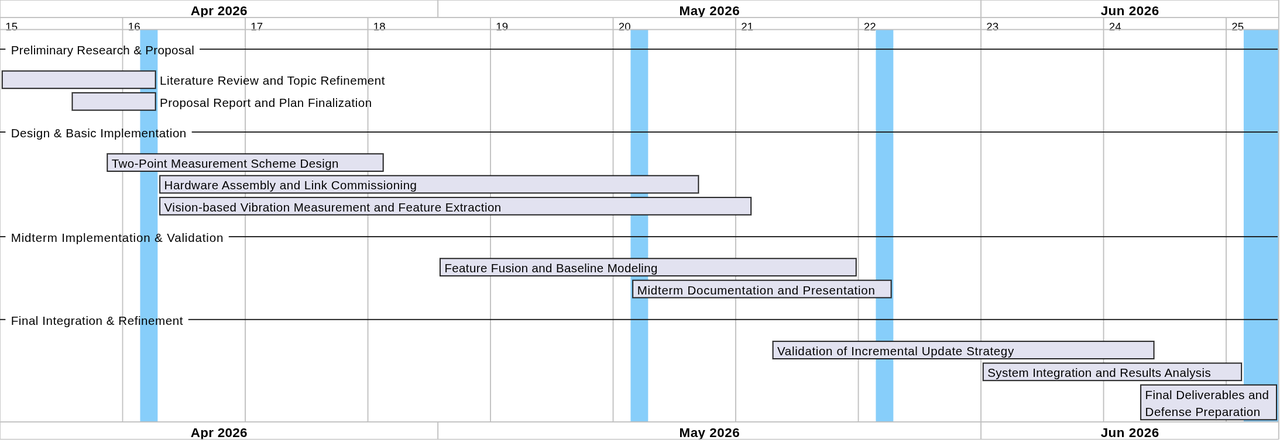 Apr 2026 May 2026 Jun 2026
15 16 17 18 19 20 21 22 23 24 25
Preliminary Research & Proposal
Literature Review and Topic Refinement
Proposal Report and Plan Finalization
Design & Basic Implementation
Two-Point Measurement Scheme Design
Hardware Assembly and Link Commissioning
Vision-based Vibration Measurement and Feature Extraction
Midterm Implementation & Validation
Feature Fusion and Baseline Modeling
Midterm Documentation and Presentation
Final Integration & Refinement
Validation of Incremental Update Strategy
System Integration and Results Analysis
Final Deliverables and
Defense Preparation
Apr 2026 May 2026 Jun 2026